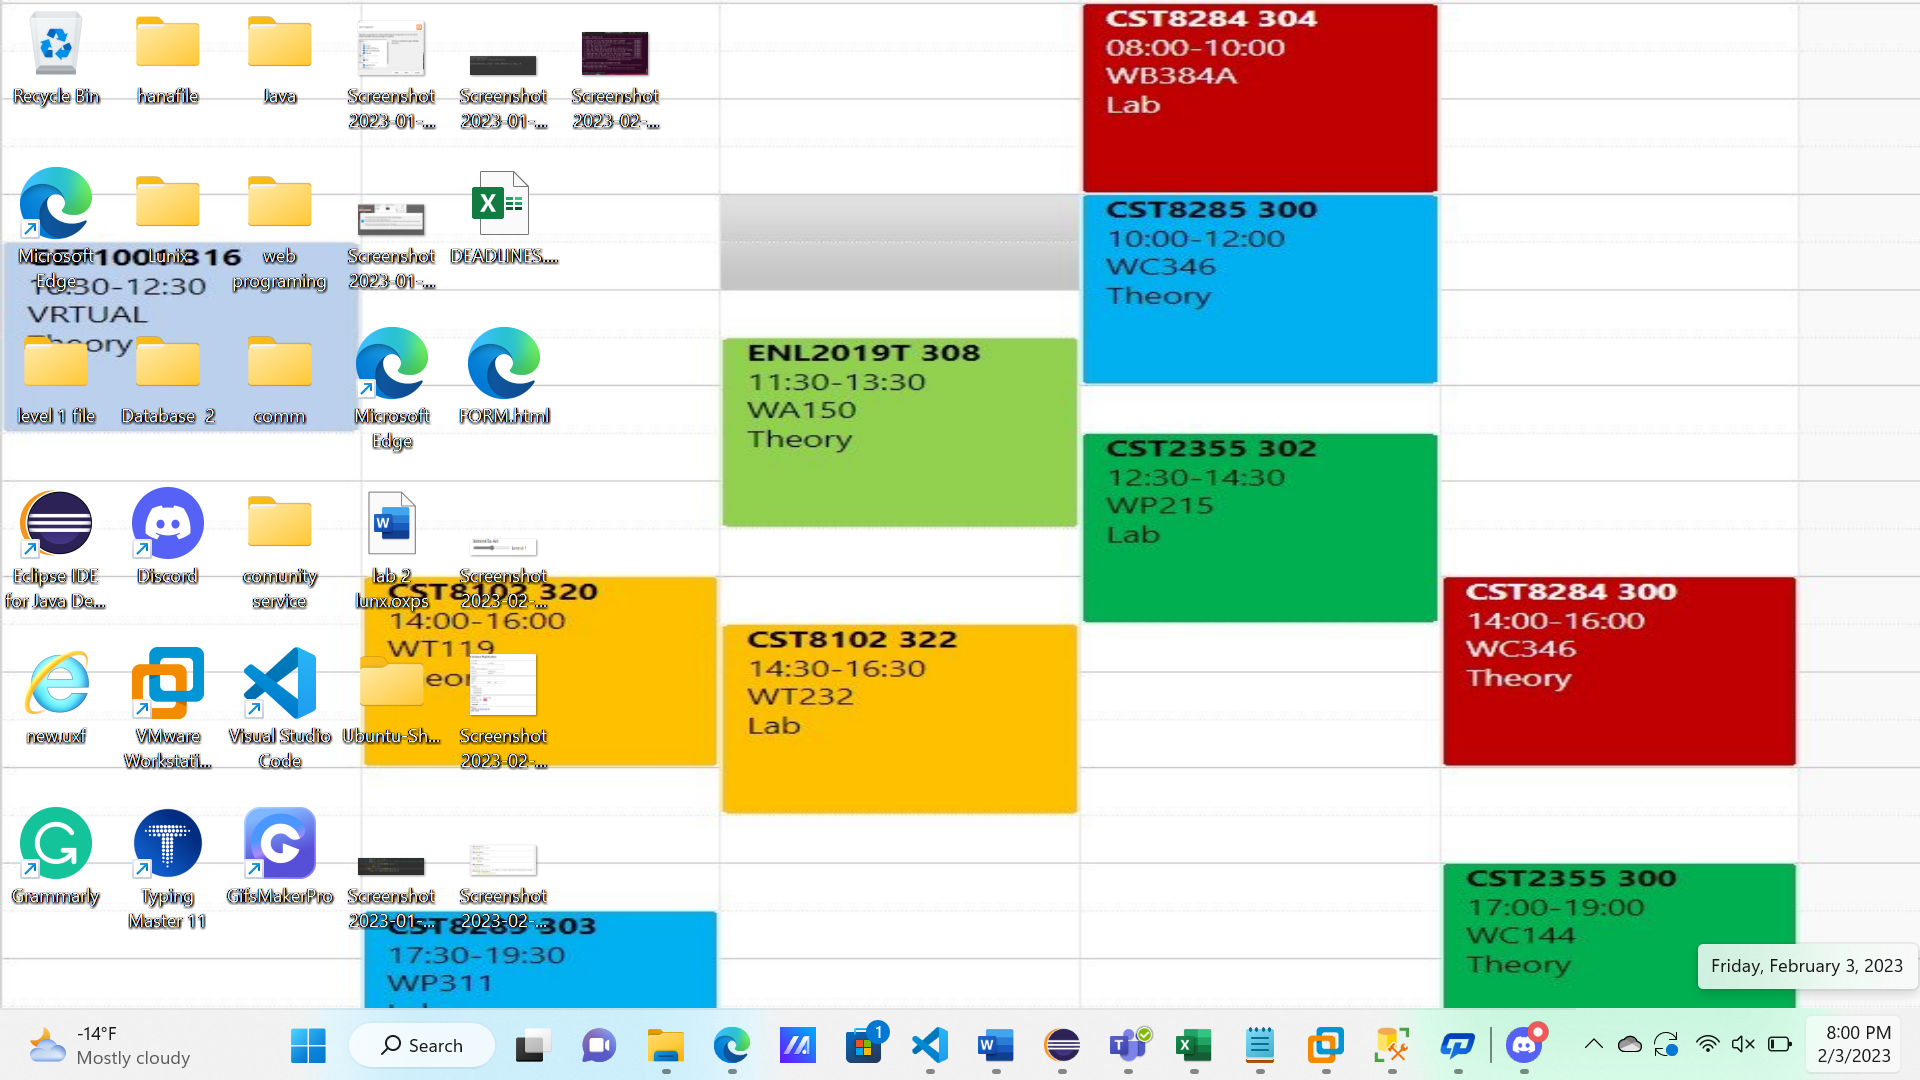 Recycle Bin
hanafile
Java
Screenshot
2023-01-...
Screenshot
2023-01-...
Screenshot
2023-02-...
Microsoft
Edge
Lunix
web
programing
Screenshot
2023-01-...
DEADLINES....
level 1 file
Database 2
comm
Microsoft
Edge
FORM.html
Eclipse IDE
for Java De...
Discord
comunity
service
lab 2
lunx.oxps
Screenshot
2023-02-...
new.uxf
VMware
Workstati...
Visual Studio
Code
Ubuntu-Sh...
Screenshot
2023-02-...
Grammarly
Typing
Master 11
GifsMakerPro
Screenshot
2023-01-...
Screenshot
2023-02-...
1001 316
10:30-12:30
VRTUAL
Theory
CST8102 320
14:00-16:00
WT119
303
17:30-19:30
WP311
ENL2019T 308
11:30-13:30
WA150
Theory
CST8102 322
14:30-16:30
WT232
Lab
CST8284 304
08:00-10:00
WB384A
Lab
CST8285 300
10:00-12:00
WC346
Theory
CST2355 302
12:30-14:30
WP215
Lab
CST8284 300
14:00-16:00
WC346
Theory
CST2355 300
17:00-19:00
WC144
Theory
Friday, February 3, 2023
-14°F
Mostly cloudy
Search
1
8:00 PM
2/3/2023